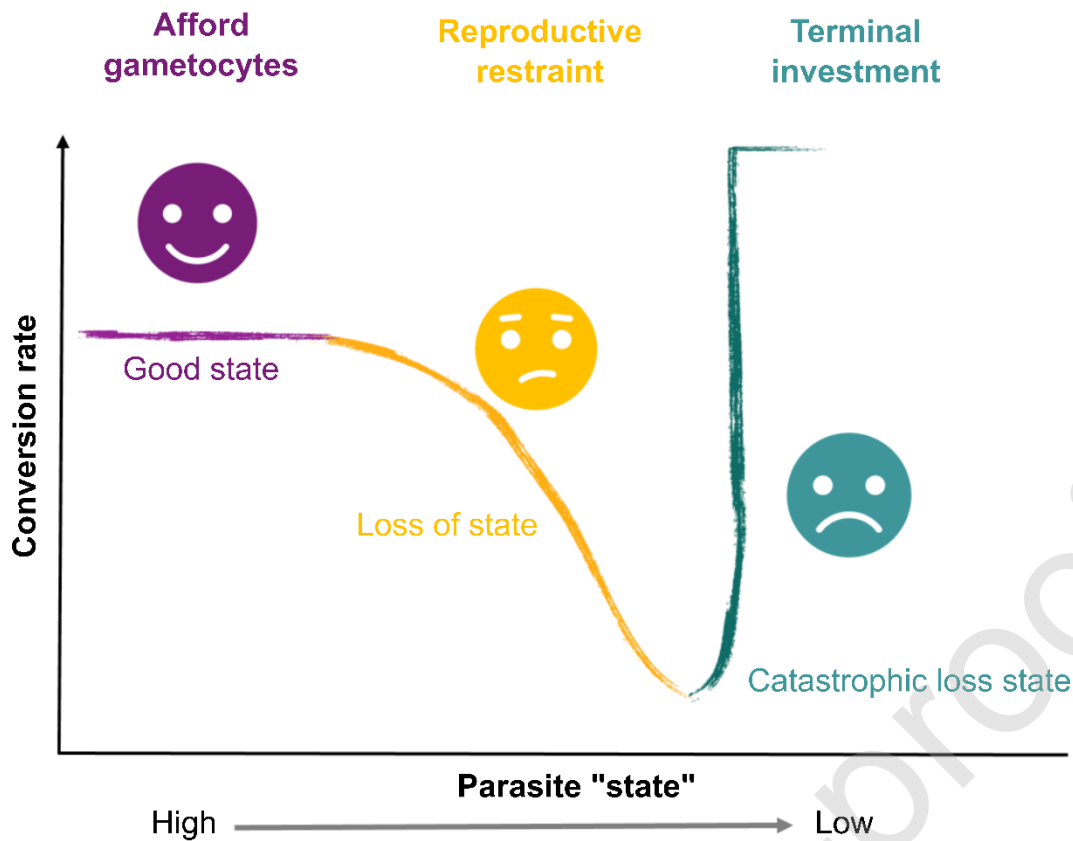 Afford
gametocytes
Reproductive
restraint
Terminal
investment
Conversion rate
Good state
Loss of state
Catastrophic loss state
Parasite "state"
High
Low